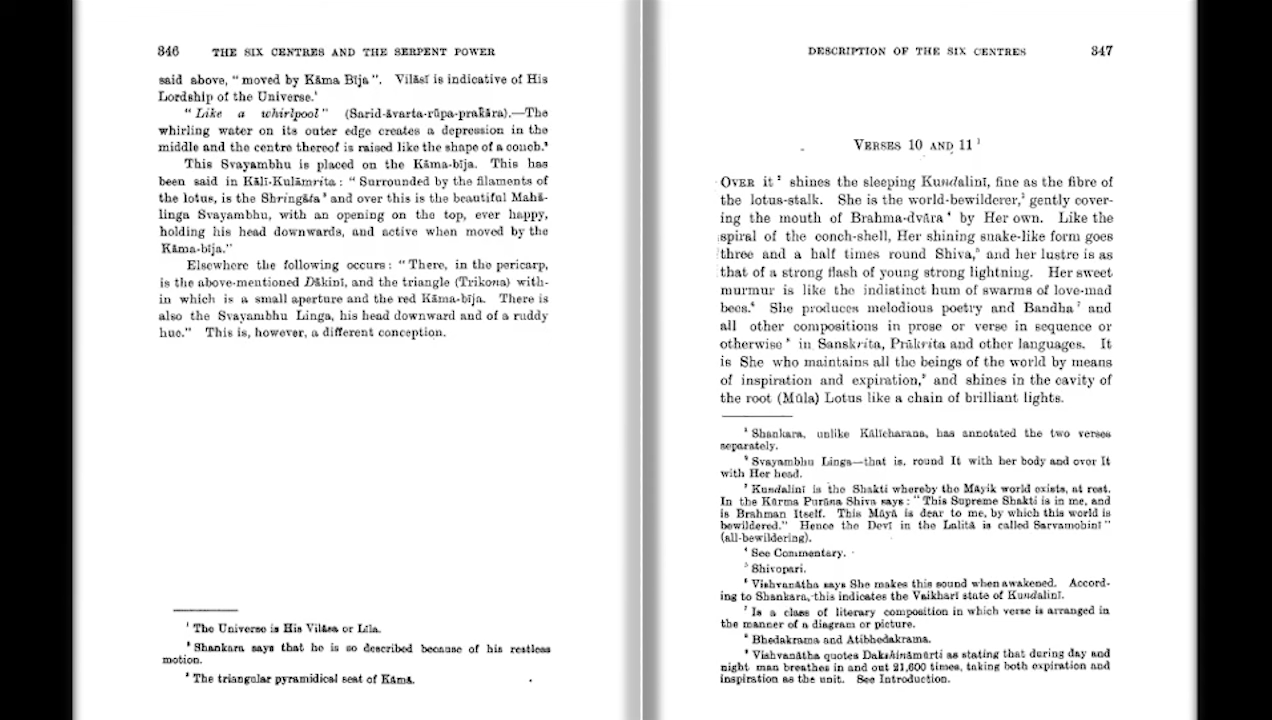 346 THE SIX CENTRES AND THE SERPENT POWER
said above, “ moved by Kāma Bīja ”. Vilāsī is indicative of His
Lordship of the Universe.¹
“ Like a whirlpool ” (Sarid-āvarta-rūpa-prakāra).—The
whirling water on its outer edge creates a depression in the
middle and the centre thereof is raised like the shape of a conch.²
This Svayambhu is placed on the Kāma-bīja. This has
been said in Kālī-Kulāmrita : “ Surrounded by the filaments of
the lotus, is the Shringāta³ and over this is the beautiful Mahā-
linga Svayambhu, with an opening on the top, ever happy,
holding his head downwards, and active when moved by the
Kāma-bīja.”
Elsewhere the following occurs : “ There, in the pericarp,
is the above-mentioned Dākinī, and the triangle (Trikona) with-
in which is a small aperture and the red Kāma-bīja. There is
also the Svayambhu Linga, his head downward and of a ruddy
hue.” This is, however, a different conception.
¹ The Universe is His Vilāsa or Līla.
² Shankara says that he is so described because of his restless
motion.
³ The triangular pyramidical seat of Kāmā.
DESCRIPTION OF THE SIX CENTRES 347
VERSES 10 AND 11 ¹
OVER it ² shines the sleeping Kundalinī, fine as the fibre of
the lotus-stalk. She is the world-bewilderer,³ gently cover-
ing the mouth of Brahma-dvāra ⁴ by Her own. Like the
spiral of the conch-shell, Her shining snake-like form goes
three and a half times round Shiva,⁵ and her lustre is as
that of a strong flash of young strong lightning. Her sweet
murmur is like the indistinct hum of swarms of love-mad
bees.⁶ She produces melodious poetry and Bandha ⁷ and
all other compositions in prose or verse in sequence or
otherwise ⁸ in Sanskrita, Prākrita and other languages. It
is She who maintains all the beings of the world by means
of inspiration and expiration,⁹ and shines in the cavity of
the root (Mūla) Lotus like a chain of brilliant lights.
¹ Shankara, unlike Kālīcharana, has annotated the two verses
separately.
² Svayambhu Linga—that is, round It with her body and over It
with Her head.
³ Kundalinī is the Shakti whereby the Māyik world exists, at rest.
In the Kūrma Purāna Shiva says : “ This Supreme Shakti is in me, and
is Brahman Itself. This Māyā is dear to me, by which this world is
bewildered.” Hence the Devī in the Lalitā is called Sarvamohinī ”
(all-bewildering).
⁴ See Commentary.
⁵ Shivopari.
⁶ Vishvanātha says She makes this sound when awakened. Accord-
ing to Shankara, this indicates the Vaikharī state of Kundalinī.
⁷ Is a class of literary composition in which verse is arranged in
the manner of a diagram or picture.
⁸ Bhedakrama and Atibhedakrama.
⁹ Vishvanātha quotes Dakshināmūrti as stating that during day and
night man breathes in and out 21,600 times, taking both expiration and
inspiration as the unit. See Introduction.